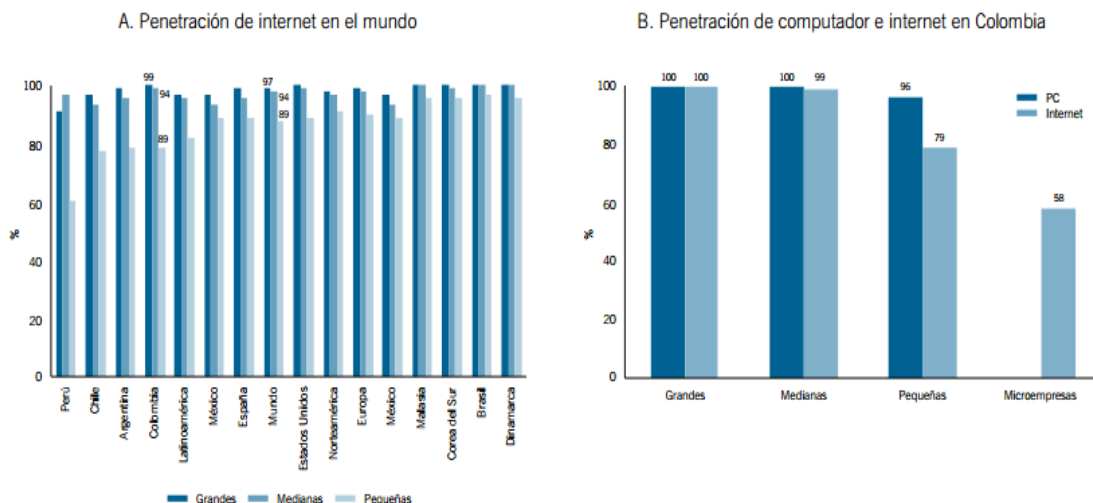 A. Penetración de internet en el mundo
100
80
60
40
20
0
%
99
94
89
97
94
89
Perú
Chile
Argentina
Colombia
Latinoamérica
México
España
Mundo
Estados Unidos
Norteamérica
Europa
México
Malasia
Corea del Sur
Brasil
Dinamarca
Grandes Medianas Pequeñas
B. Penetración de computador e internet en Colombia
100
80
60
40
20
0
%
100 100
100 99
96
79
58
PC
Internet
Grandes Medianas Pequeñas Microempresas